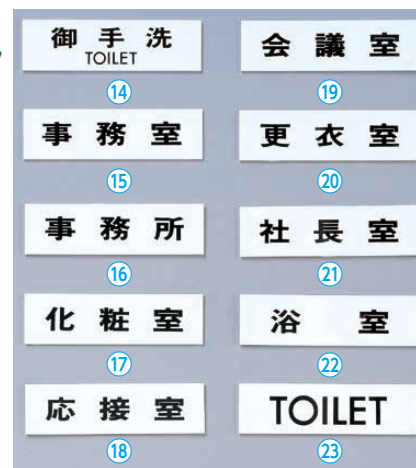 御手洗
TOILET
⑭
事務室
⑮
事務所
⑯
化粧室
⑰
応接室
⑱
会議室
⑲
更衣室
⑳
社長室
㉑
浴室
㉒
TOILET
㉓